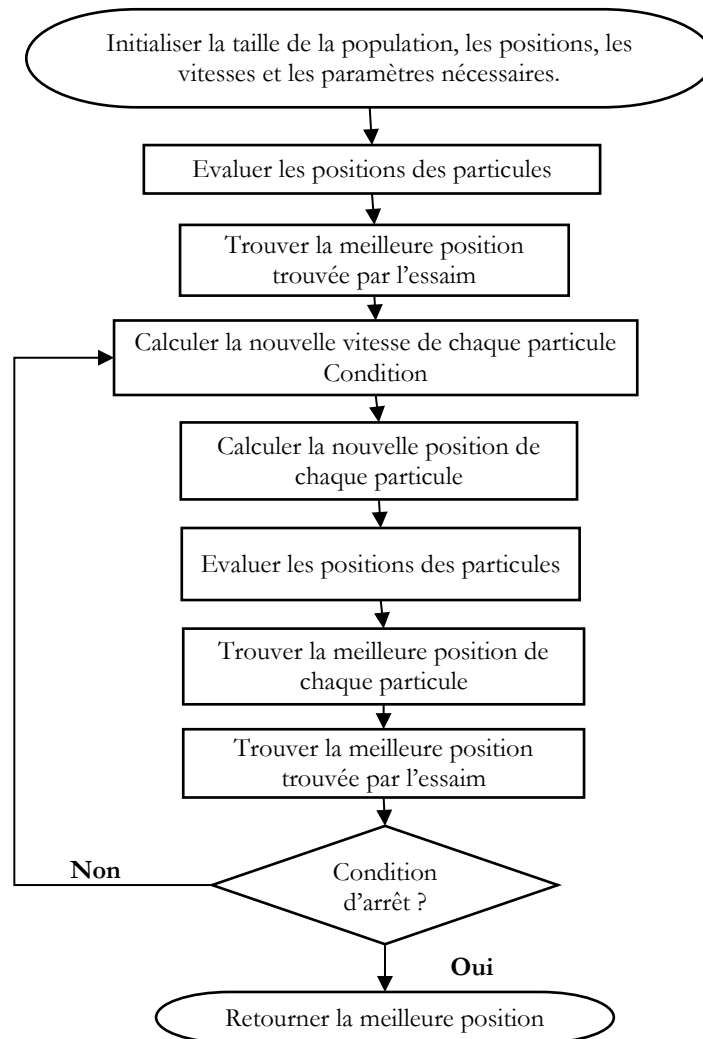 Initialiser la taille de la population, les positions, les
vitesses et les paramètres nécessaires.
Evaluer les positions des particules
Trouver la meilleure position
trouvée par l'essaim
Calculer la nouvelle vitesse de chaque particule
Condition
Calculer la nouvelle position de
chaque particule
Evaluer les positions des particules
Trouver la meilleure position de
chaque particule
Trouver la meilleure position
trouvée par l'essaim
Non
Condition
d'arrêt ?
Oui
Retourner la meilleure position